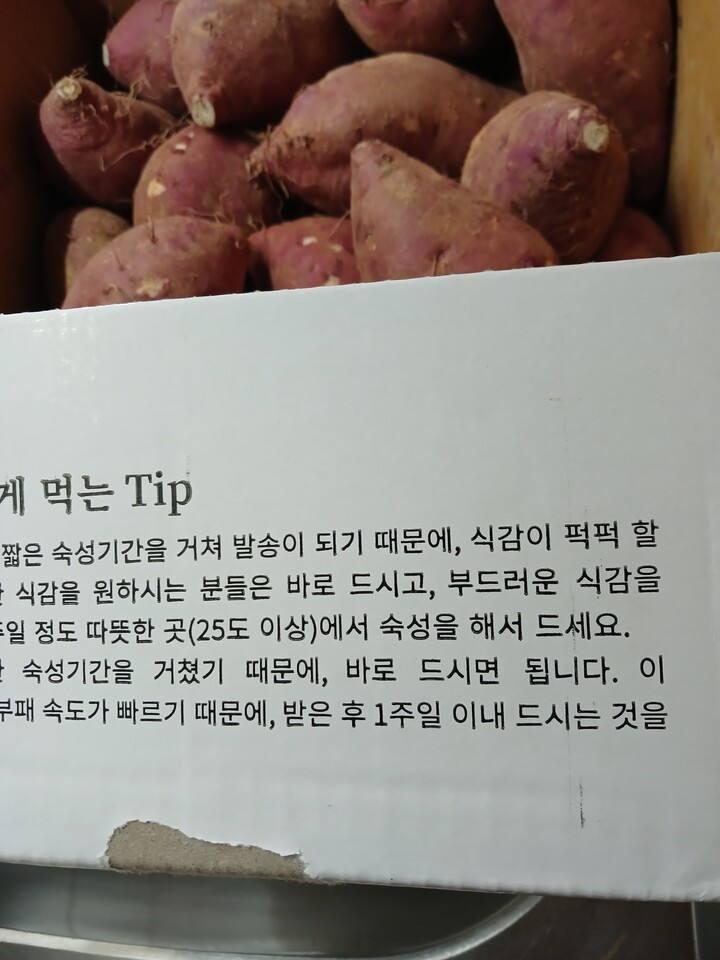 게 먹는 Tip
짧은 숙성기간을 거쳐 발송이 되기 때문에, 식감이 퍽퍽 할
식감을 원하시는 분들은 바로 드시고, 부드러운 식감을
주일 정도 따뜻한 곳(25도 이상)에서 숙성을 해서 드세요.
숙성기간을 거쳤기 때문에, 바로 드시면 됩니다. 이
부패 속도가 빠르기 때문에, 받은 후 1주일 이내 드시는 것을